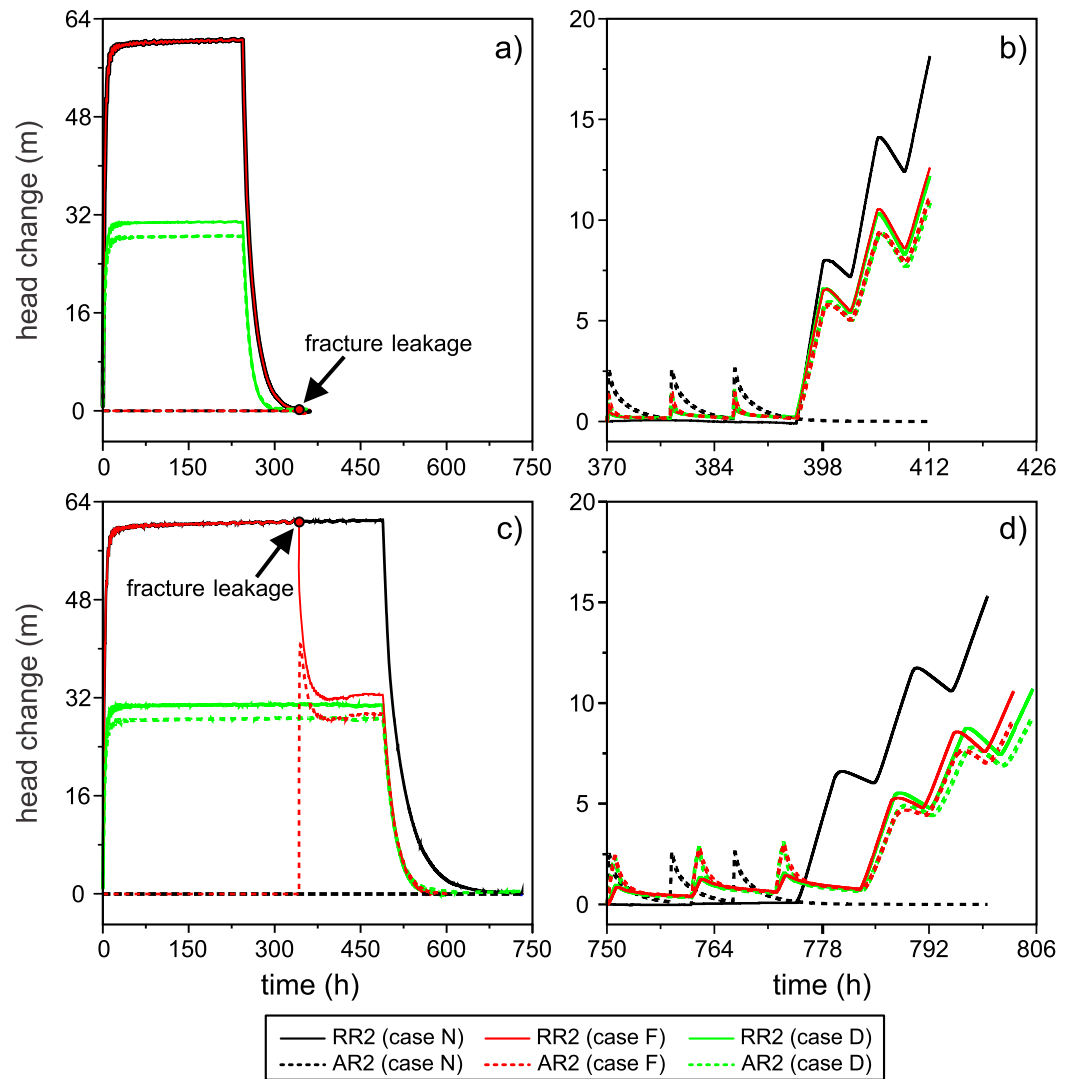 64
48
32
16
0
head change (m)
a)
fracture leakage
0 150 300 450 600 750
20
15
10
5
0
b)
370 384 398 412 426
64
48
32
16
0
head change (m)
c)
fracture leakage
0 150 300 450 600 750
time (h)
20
15
10
5
0
d)
750 764 778 792 806
time (h)
RR2 (case N) RR2 (case F) RR2 (case D)
AR2 (case N) AR2 (case F) AR2 (case D)